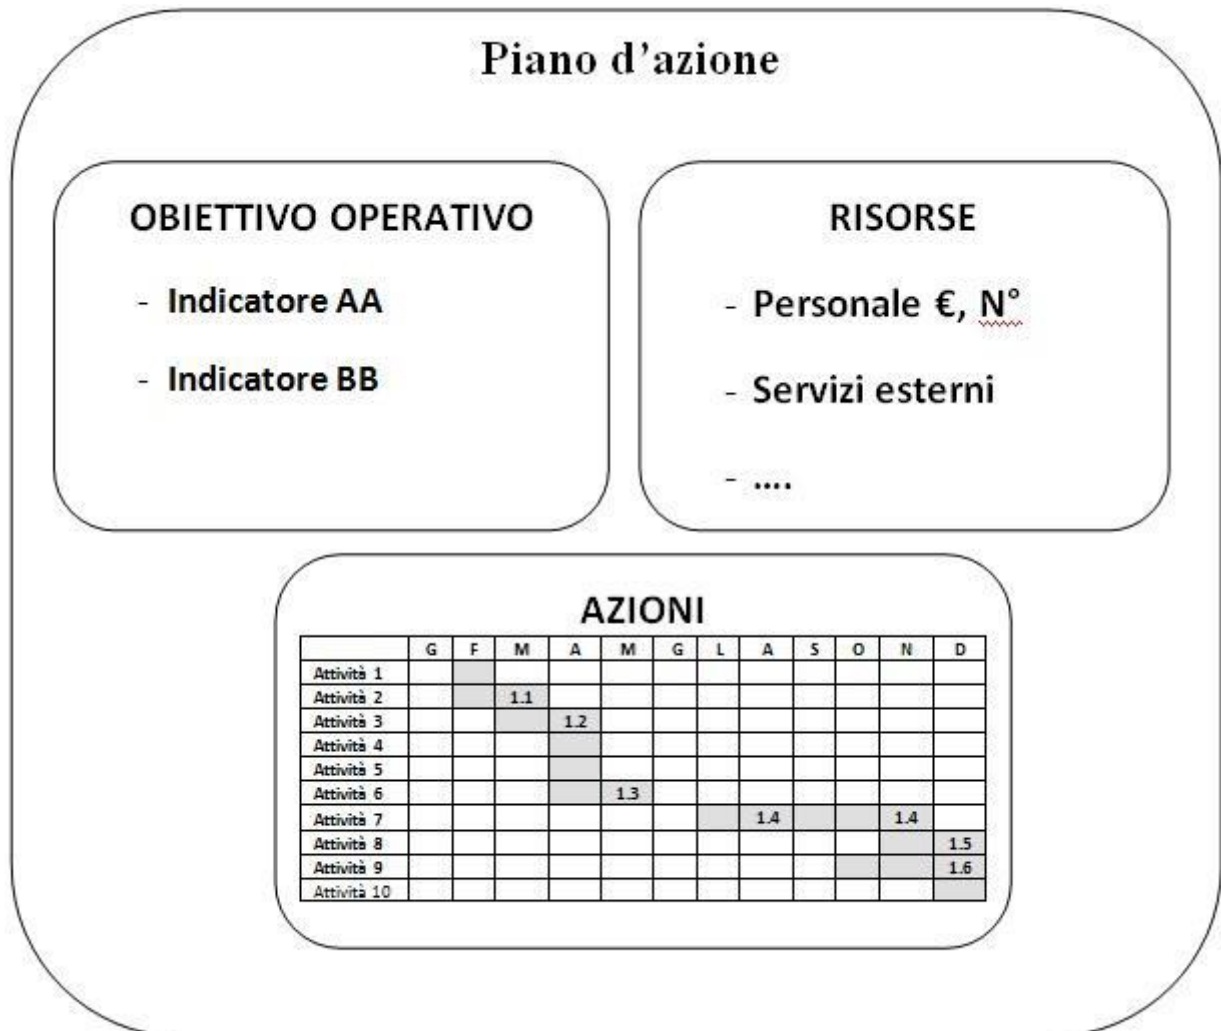 Piano d'azione
OBIETTIVO OPERATIVO
- Indicatore AA
- Indicatore BB
RISORSE
- Personale €, N°
- Servizi esterni
- ....
AZIONI
G F M A M G L A S O N D
Attività 1
Attività 2 1.1
Attività 3 1.2
Attività 4
Attività 5
Attività 6 1.3
Attività 7 1.4 1.4
Attività 8 1.5
Attività 9 1.6
Attività 10